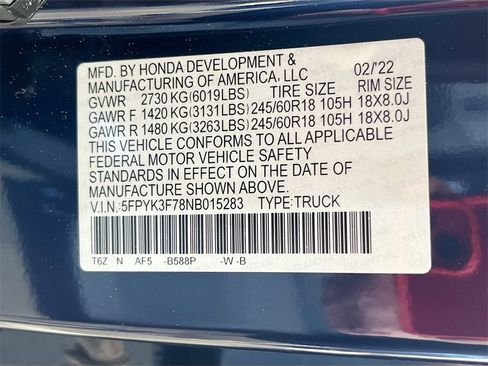 MFD. BY HONDA DEVELOPMENT &
MANUFACTURING OF AMERICA, LLC 02/'22
GVWR 2730 KG(6019LBS) TIRE SIZE RIM SIZE
GAWR F 1420 KG(3131LBS) 245/60R18 105H 18X8.0J
GAWR R 1480 KG(3263LBS) 245/60R18 105H 18X8.0J
THIS VEHICLE CONFORMS TO ALL APPLICABLE
FEDERAL MOTOR VEHICLE SAFETY
STANDARDS IN EFFECT ON THE DATE OF
MANUFACTURE SHOWN ABOVE.
V.I.N.:5FPYK3F78NB015283 TYPE:TRUCK
T6Z N AF5 -B588P -W -B